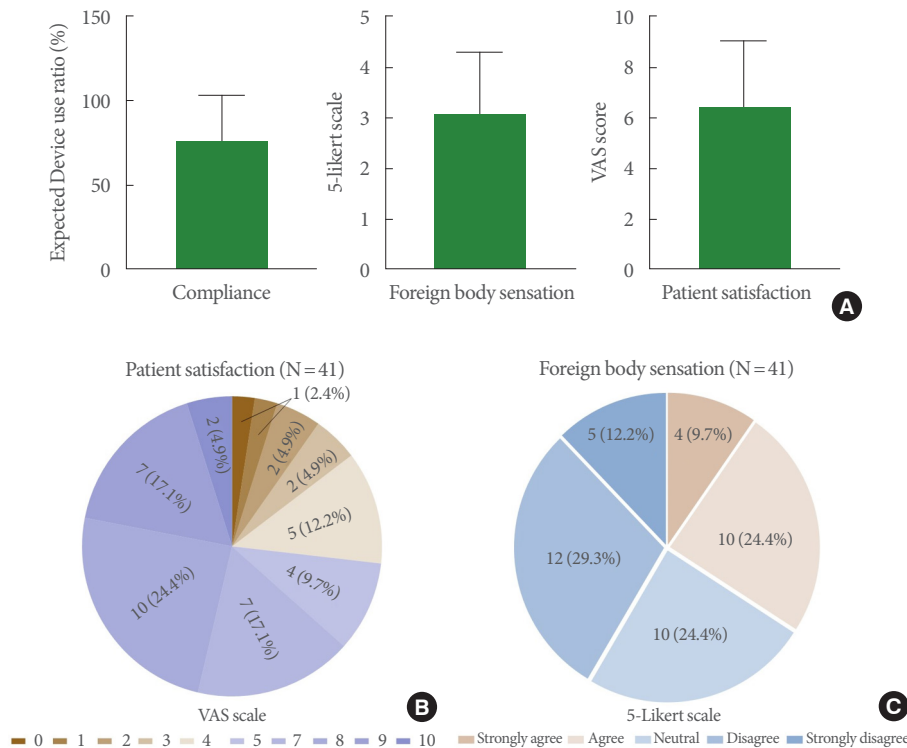 Expected Device use ratio (%)
150
100
50
0
Compliance
5-likert scale
5
4
3
2
1
0
Foreign body sensation
VAS score
10
8
6
4
2
0
Patient satisfaction
A
Patient satisfaction (N=41)
1 (2.4%)
2 (4.9%)
2 (4.9%)
5 (12.2%)
4 (9.7%)
7 (17.1%)
10 (24.4%)
7 (17.1%)
2 (4.9%)
VAS scale
B
0 1 2 3 4 5 7 8 9 10
Foreign body sensation (N=41)
4 (9.7%)
10 (24.4%)
10 (24.4%)
12 (29.3%)
5 (12.2%)
5-Likert scale
C
Strongly agree Agree Neutral Disagree Strongly disagree